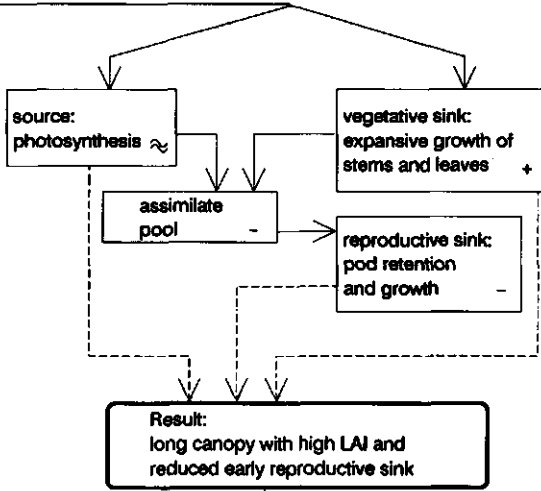 source:
photosynthesis ≈
vegetative sink:
expansive growth of
stems and leaves +
assimilate
pool -
reproductive sink:
pod retention
and growth -
Result:
long canopy with high LAI and
reduced early reproductive sink